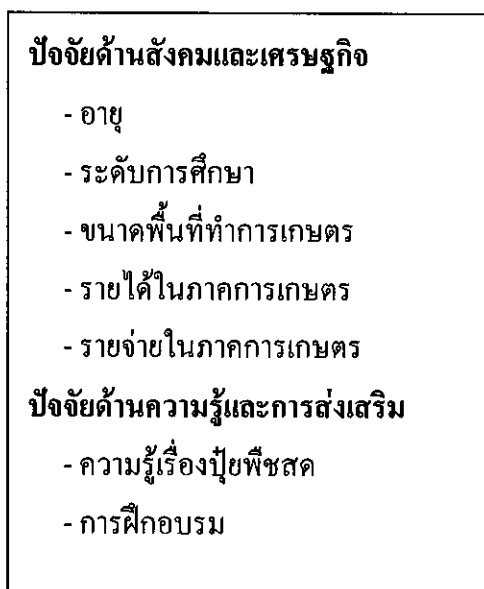 ปัจจัยด้านสังคมและเศรษฐกิจ
- อายุ
- ระดับการศึกษา
- ขนาดพื้นที่ทำการเกษตร
- รายได้ในภาคการเกษตร
- รายจ่ายในภาคการเกษตร
ปัจจัยด้านความรู้และการส่งเสริม
- ความรู้เรื่องปุ๋ยพืชสด
- การฝึกอบรม